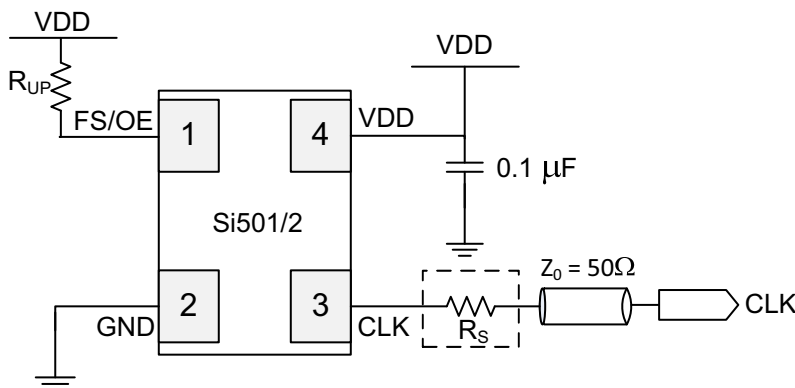 VDD
VDD
R_UP
FS/OE
1
4
VDD
0.1 μF
Si501/2
Z0 = 50Ω
2
3
GND
CLK
RS
CLK